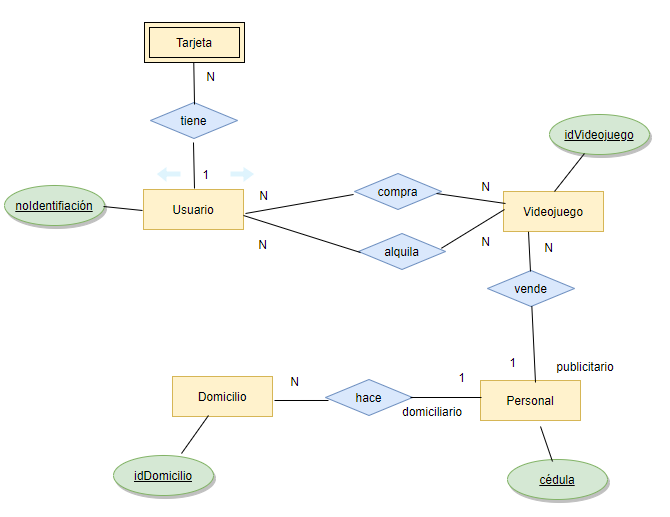 Tarjeta
N
tiene
idVideojuego
1
noIdentifiación
Usuario
N
compra
N
Videojuego
N
alquila
N
N
vende
1
publicitario
Domicilio
N
hace
1
domiciliario
Personal
idDomicilio
cédula